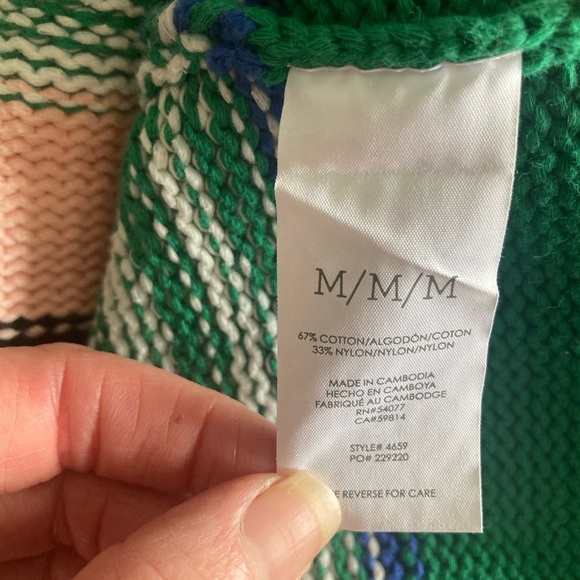 M/M/M
67% COTTON/ALGODÓN/COTON
33% NYLON/NYLON/NYLON
MADE IN CAMBODIA
HECHO EN CAMBOYA
FABRIQUÉ AU CAMBODGE
RN#54077
CA#59814
STYLE# 4659
PO# 229220
REVERSE FOR CARE